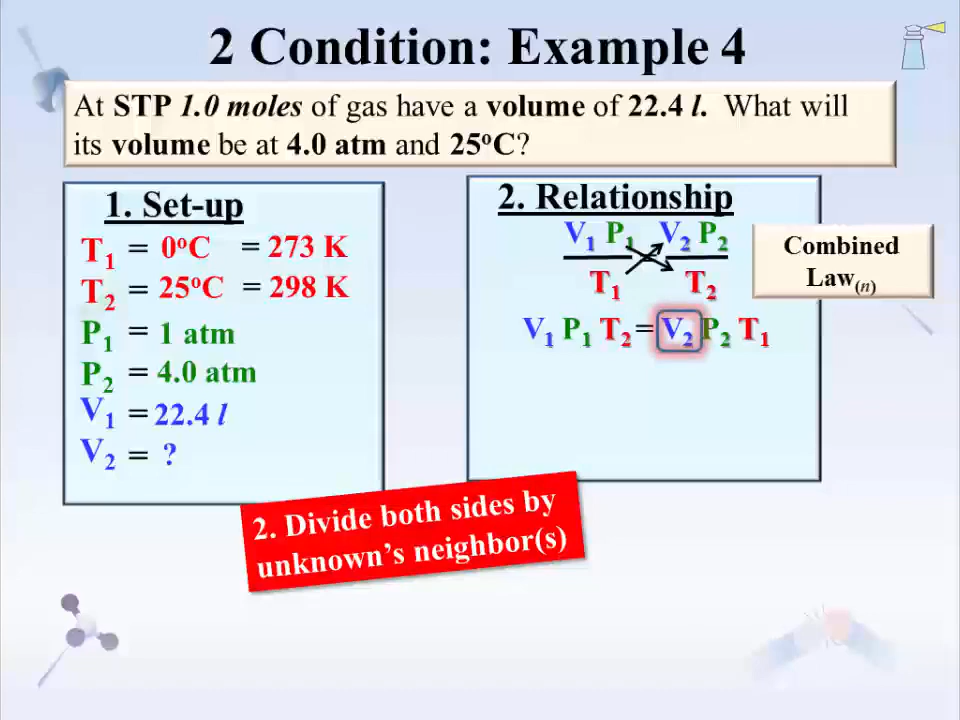 2 Condition: Example 4
At STP 1.0 moles of gas have a volume of 22.4 l. What will
its volume be at 4.0 atm and 25°C?
1. Set-up
T₁ = 0°C = 273 K
T₂ = 25°C = 298 K
P₁ = 1 atm
P₂ = 4.0 atm
V₁ = 22.4 l
V₂ = ?
2. Relationship
V₁ P₁ = V₂ P₂
T₁ T₂
V₁ P₁ T₂ = V₂ P₂ T₁
Combined
Law(n)
2. Divide both sides by
unknown's neighbor(s)